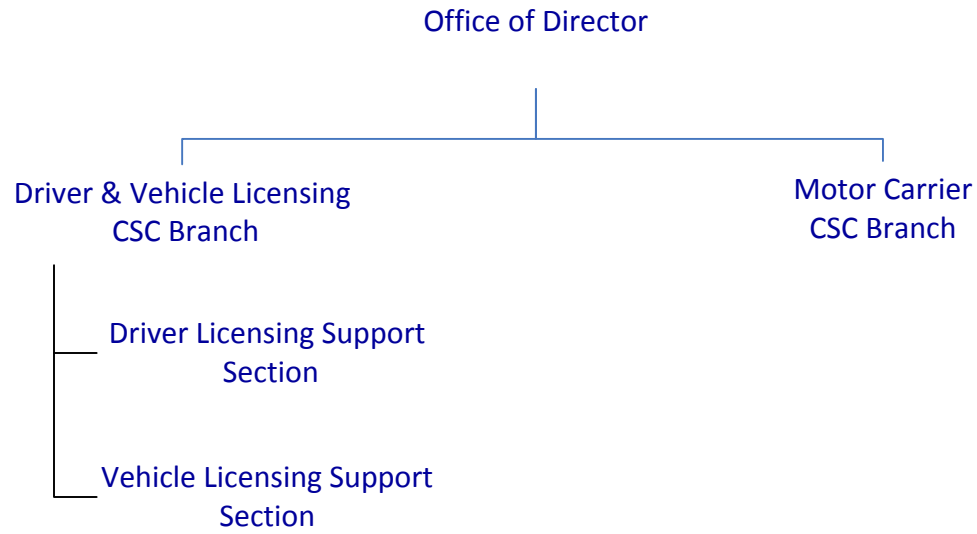 Office of Director
Driver & Vehicle Licensing
CSC Branch
Motor Carrier
CSC Branch
Driver Licensing Support
Section
Vehicle Licensing Support
Section